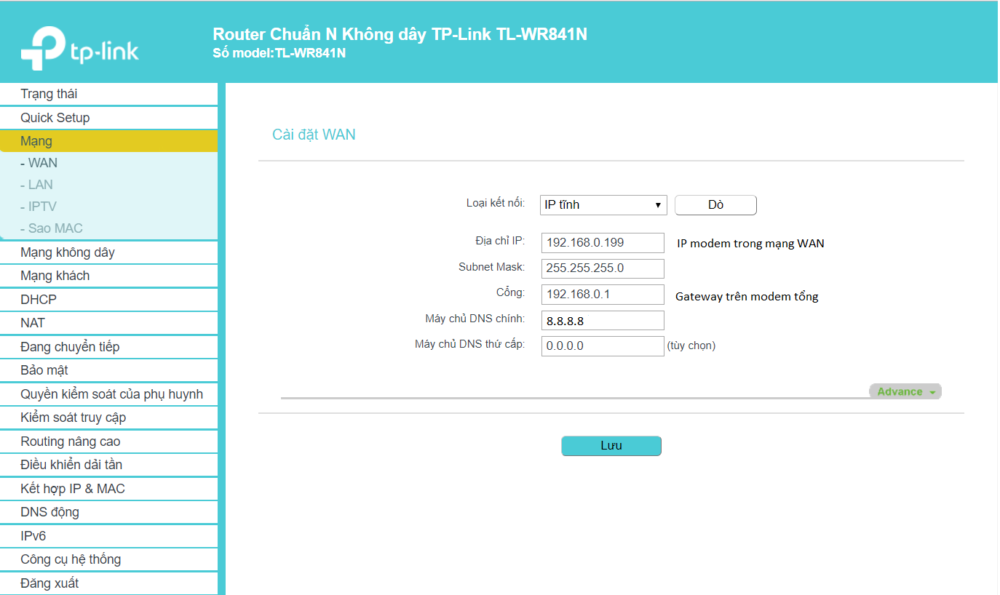 tp-link
Router Chuẩn N Không dây TP-Link TL-WR841N
Số model:TL-WR841N
Trạng thái
Quick Setup
Mạng
- WAN
- LAN
- IPTV
- Sao MAC
Mạng không dây
Mạng khách
DHCP
NAT
Đang chuyển tiếp
Bảo mật
Quyền kiểm soát của phụ huynh
Kiểm soát truy cập
Routing nâng cao
Điều khiển dải tần
Kết hợp IP & MAC
DNS động
IPv6
Công cụ hệ thống
Đăng xuất
Cài đặt WAN
Loại kết nối: IP tĩnh Dò
Địa chỉ IP: 192.168.0.199 IP modem trong mạng WAN
Subnet Mask: 255.255.255.0
Cổng: 192.168.0.1 Gateway trên modem tổng
Máy chủ DNS chính: 8.8.8.8
Máy chủ DNS thứ cấp: 0.0.0.0 (tùy chọn)
Advance
Lưu